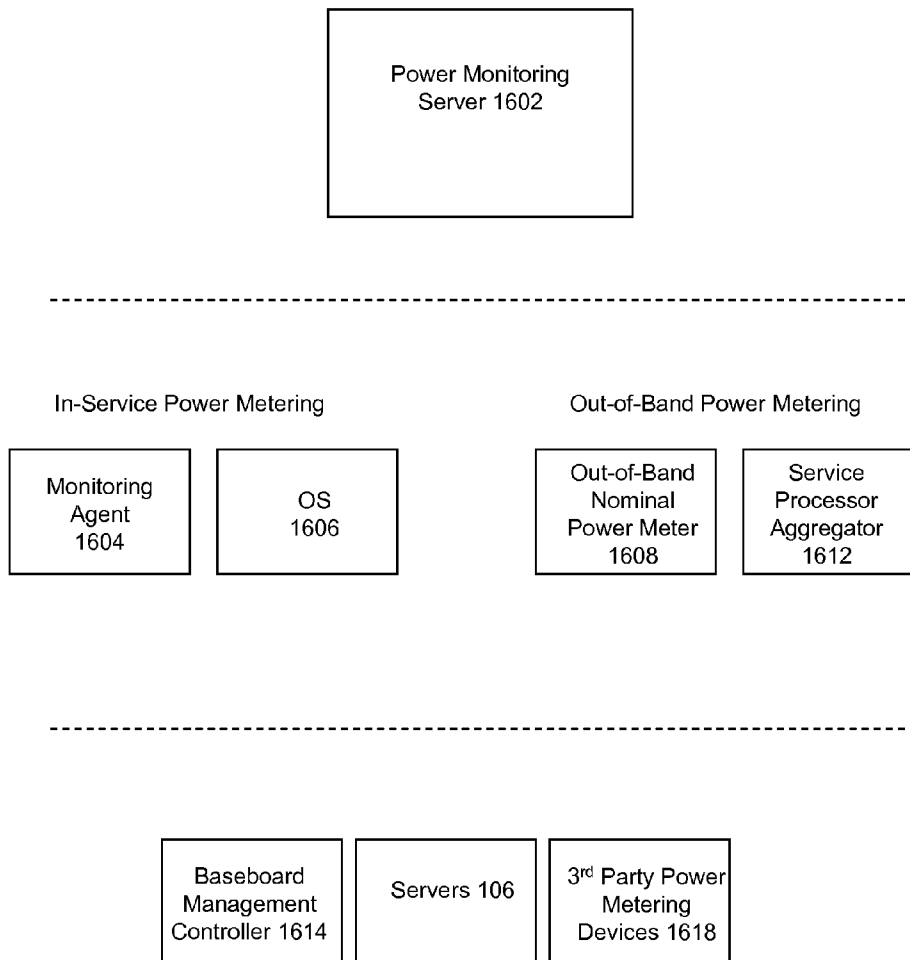 Power Monitoring
Server 1602
In-Service Power Metering
Out-of-Band Power Metering
Monitoring
Agent
1604
OS
1606
Out-of-Band
Nominal
Power Meter
1608
Service
Processor
Aggregator
1612
Baseboard
Management
Controller 1614
Servers 106
3rd Party Power
Metering
Devices 1618